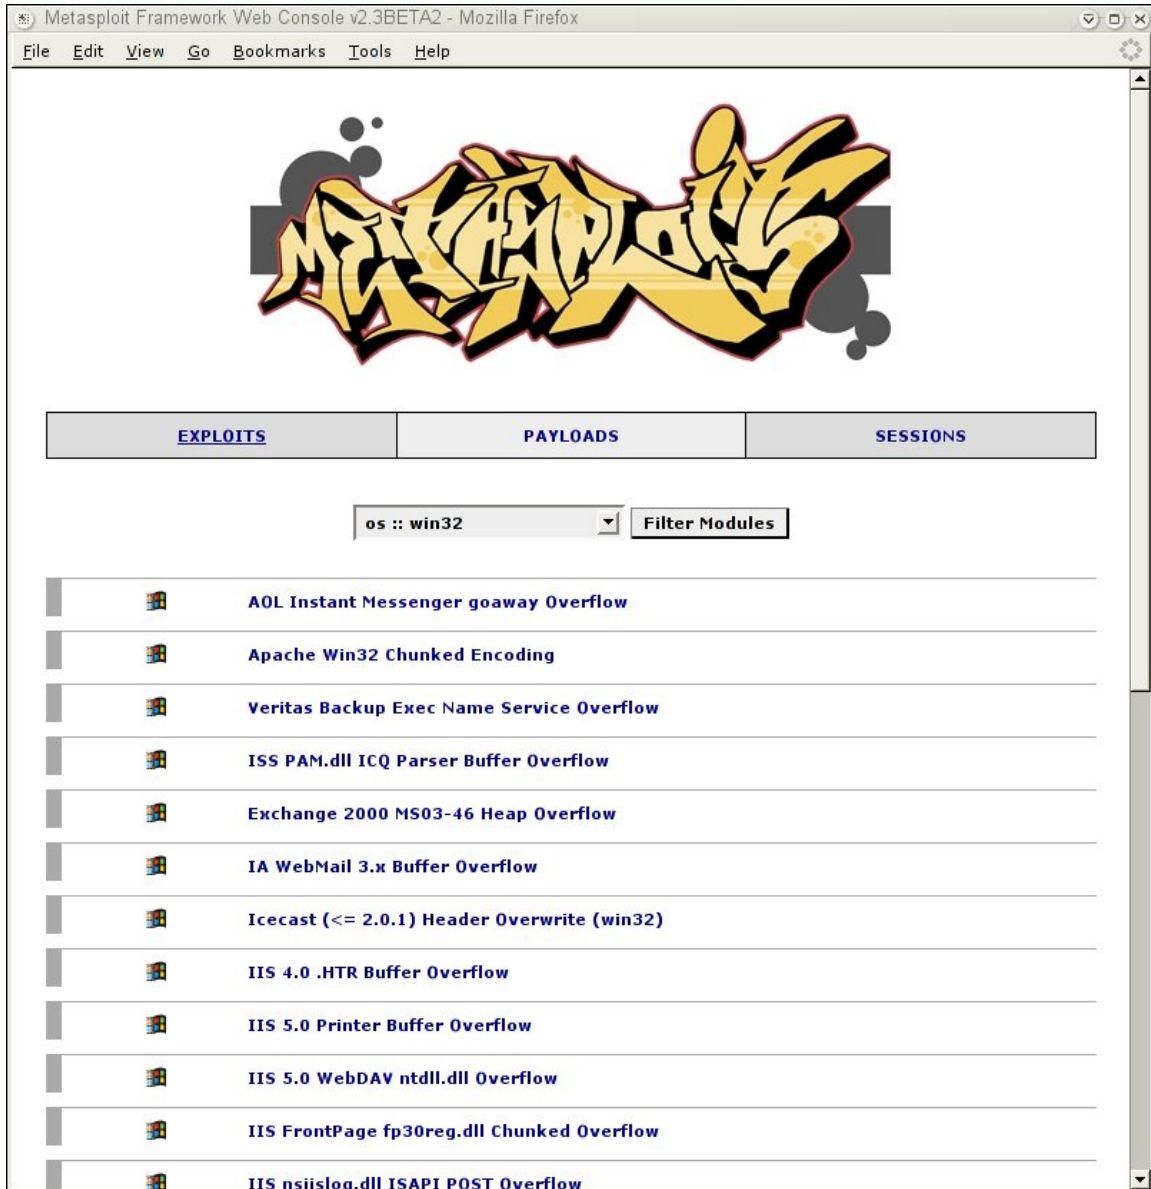 Metasploit Framework Web Console v2.3BETA2 - Mozilla Firefox
File Edit View Go Bookmarks Tools Help
METASPLOIT
EXPLOITS PAYLOADS SESSIONS
os :: win32 Filter Modules
AOL Instant Messenger goaway Overflow
Apache Win32 Chunked Encoding
Veritas Backup Exec Name Service Overflow
ISS PAM.dll ICQ Parser Buffer Overflow
Exchange 2000 MS03-46 Heap Overflow
IA WebMail 3.x Buffer Overflow
Icecast (<= 2.0.1) Header Overwrite (win32)
IIS 4.0 .HTR Buffer Overflow
IIS 5.0 Printer Buffer Overflow
IIS 5.0 WebDAV ntdll.dll Overflow
IIS FrontPage fp30reg.dll Chunked Overflow
IIS nsiislog.dll ISAPI POST Overflow